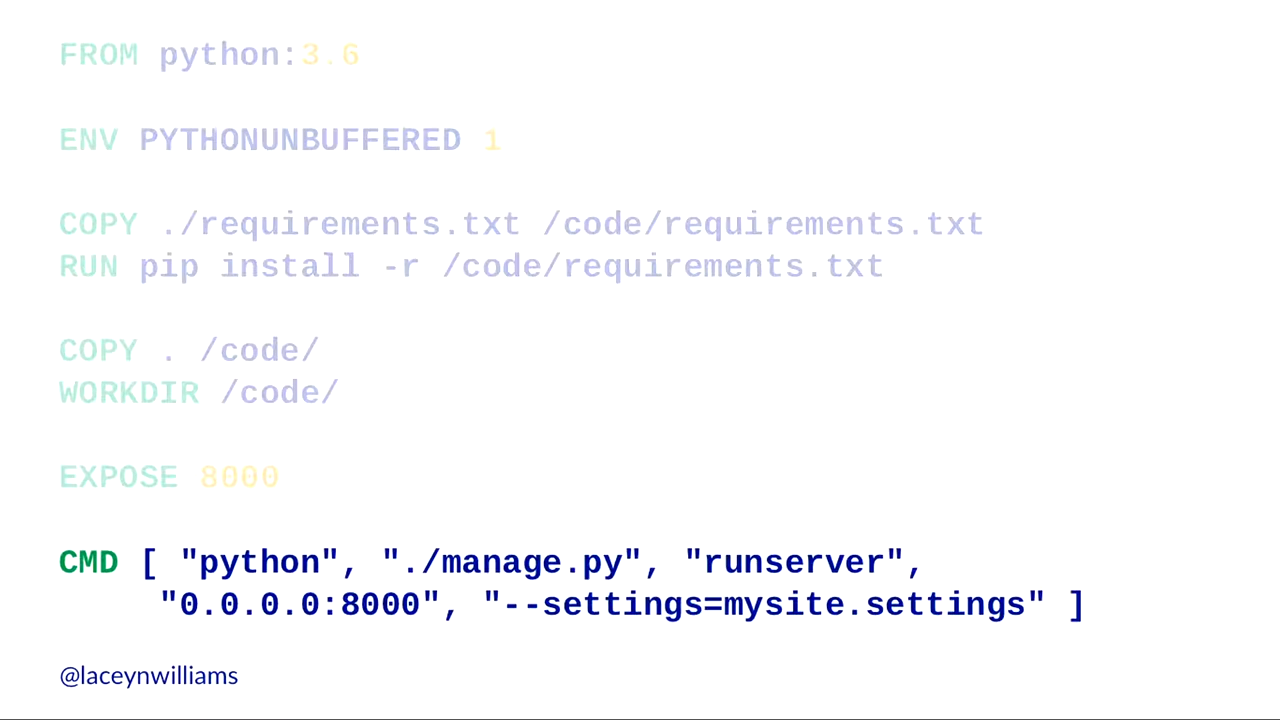 FROM python:3.6
ENV PYTHONUNBUFFERED 1
COPY ./requirements.txt /code/requirements.txt
RUN pip install -r /code/requirements.txt
COPY . /code/
WORKDIR /code/
EXPOSE 8000
CMD [ "python", "./manage.py", "runserver",
"0.0.0.0:8000", "--settings=mysite.settings" ]
@laceynwilliams